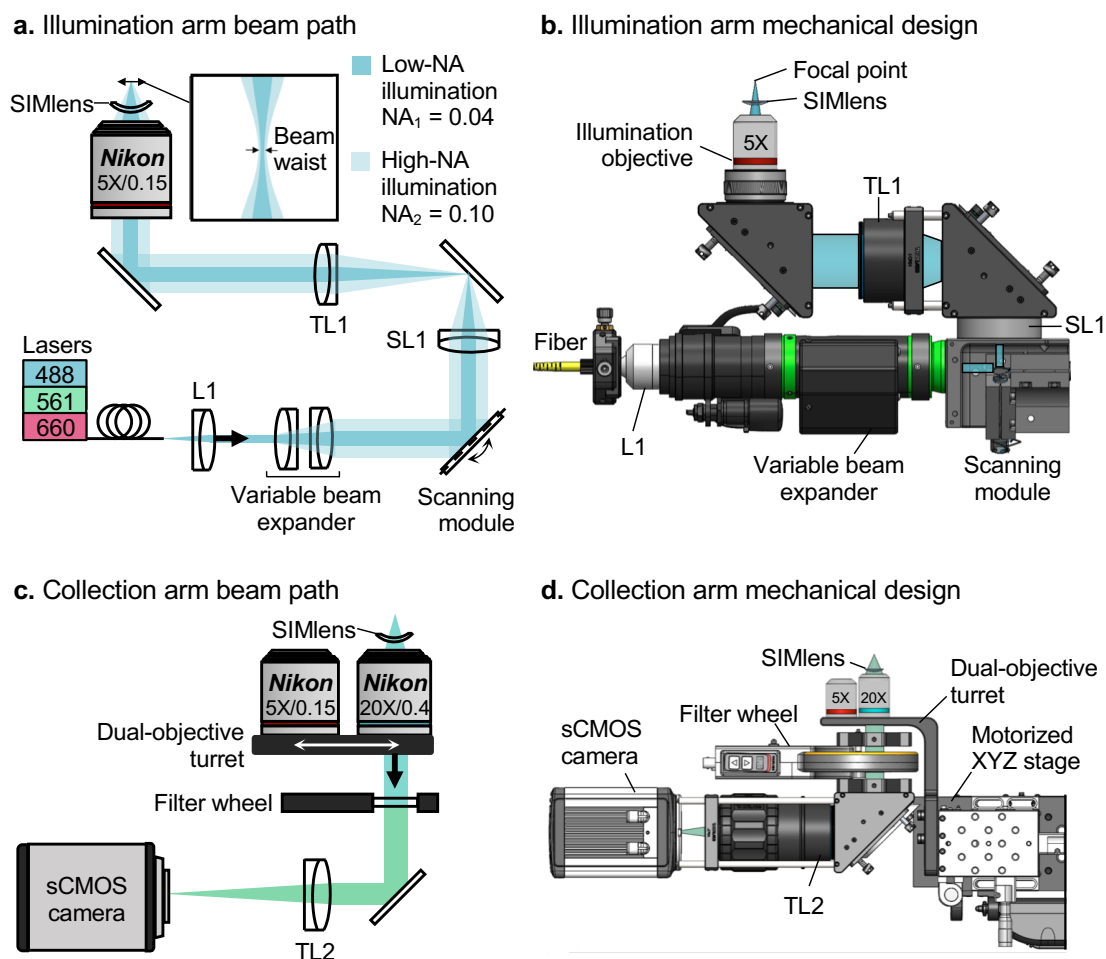 a. Illumination arm beam path
SIMlens
Nikon
5X/0.15
Beam
waist
Low-NA
illumination
NA1 = 0.04
High-NA
illumination
NA2 = 0.10
TL1
SL1
Lasers
488
561
660
L1
Variable beam
expander
Scanning
module
b. Illumination arm mechanical design
Focal point
SIMlens
Illumination
objective
5X
TL1
SL1
Fiber
L1
Variable beam
expander
Scanning
module
c. Collection arm beam path
SIMlens
Nikon
5X/0.15
Nikon
20X/0.4
Dual-objective
turret
Filter wheel
sCMOS
camera
TL2
d. Collection arm mechanical design
SIMlens
5X
20X
Dual-objective
turret
Filter wheel
sCMOS
camera
Motorized
XYZ stage
TL2